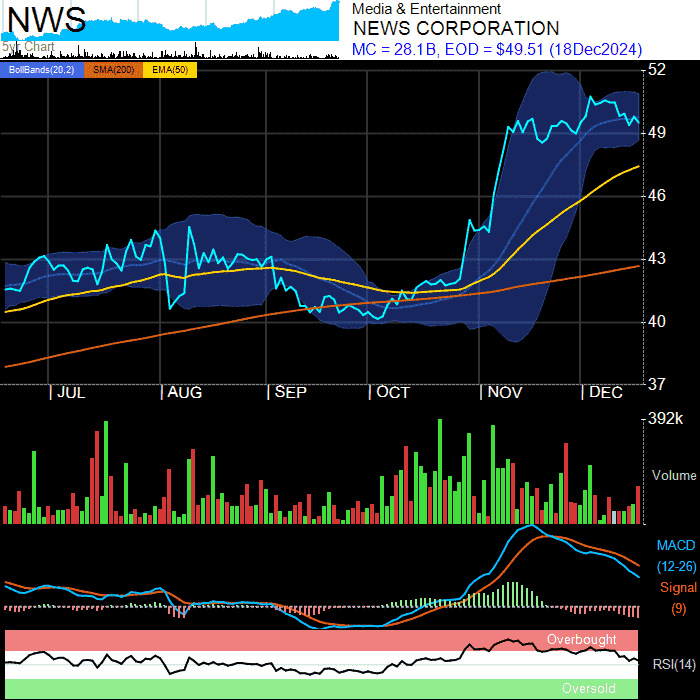 NWS
5yr Chart
Media & Entertainment
NEWS CORPORATION
MC = 28.1B, EOD = $49.51 (18Dec2024)
BollBands(20,2) SMA(200) EMA(50)
52
49
46
43
40
37
JUL AUG SEP OCT NOV DEC
392k
Volume
MACD
(12-26)
Signal
(9)
Overbought
RSI(14)
Oversold